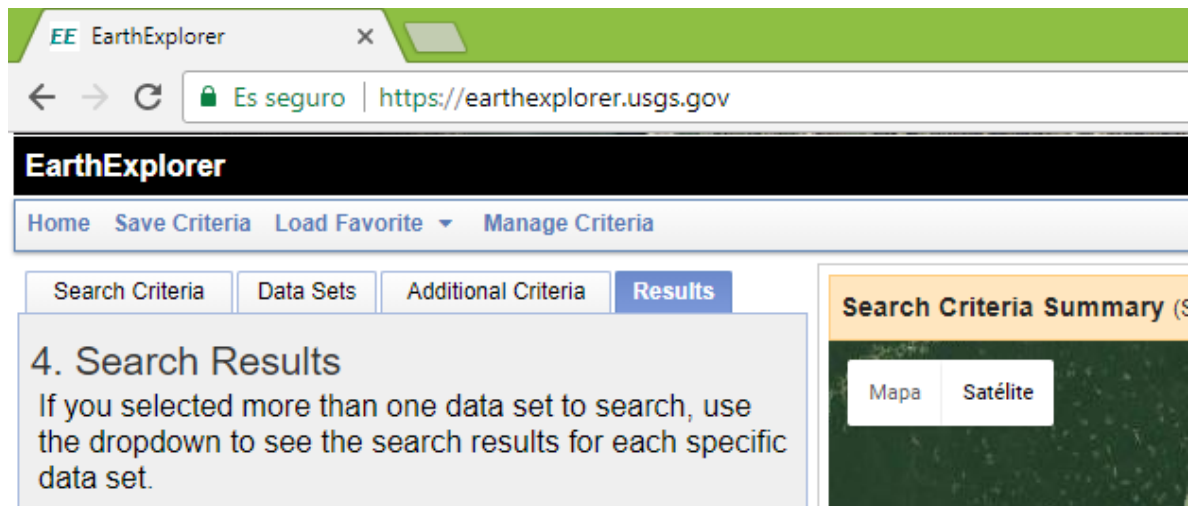 EE EarthExplorer
Es seguro | https://earthexplorer.usgs.gov
EarthExplorer
Home Save Criteria Load Favorite Manage Criteria
Search Criteria Data Sets Additional Criteria Results
Search Criteria Summary (S
4. Search Results
Mapa Satélite
If you selected more than one data set to search, use
the dropdown to see the search results for each specific
data set.